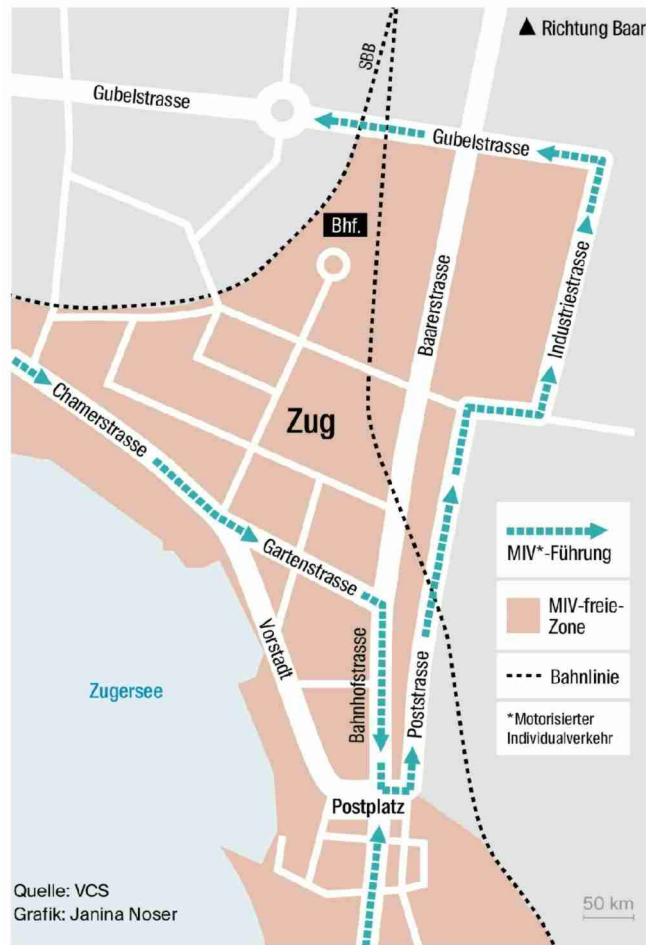 ▲ Richtung Baar
SBB
Gubelstrasse
Gubelstrasse
Bhf.
Industriestrasse
Baarerstrasse
Chamerstrasse
Zug
Gartenstrasse
MIV*-Führung
MIV-freie-
Zone
Vorstadt
Bahnhofstrasse
Poststrasse
Bahnlinie
Zugersee
*Motorisierter
Individualverkehr
Postplatz
Quelle: VCS
Grafik: Janina Noser
50 km